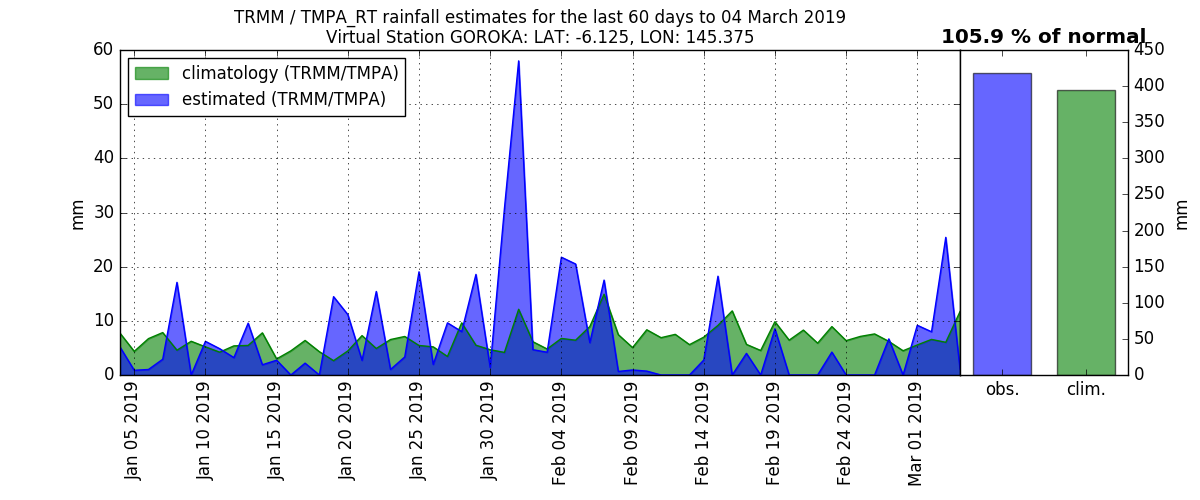 TRMM / TMPA_RT rainfall estimates for the last 60 days to 04 March 2019
Virtual Station GOROKA: LAT: -6.125, LON: 145.375
105.9 % of normal
climatology (TRMM/TMPA)
estimated (TRMM/TMPA)
60
50
40
30
20
10
0
mm
450
400
350
300
250
200
150
100
50
0
mm
Jan 05 2019
Jan 10 2019
Jan 15 2019
Jan 20 2019
Jan 25 2019
Jan 30 2019
Feb 04 2019
Feb 09 2019
Feb 14 2019
Feb 19 2019
Feb 24 2019
Mar 01 2019
obs.
clim.